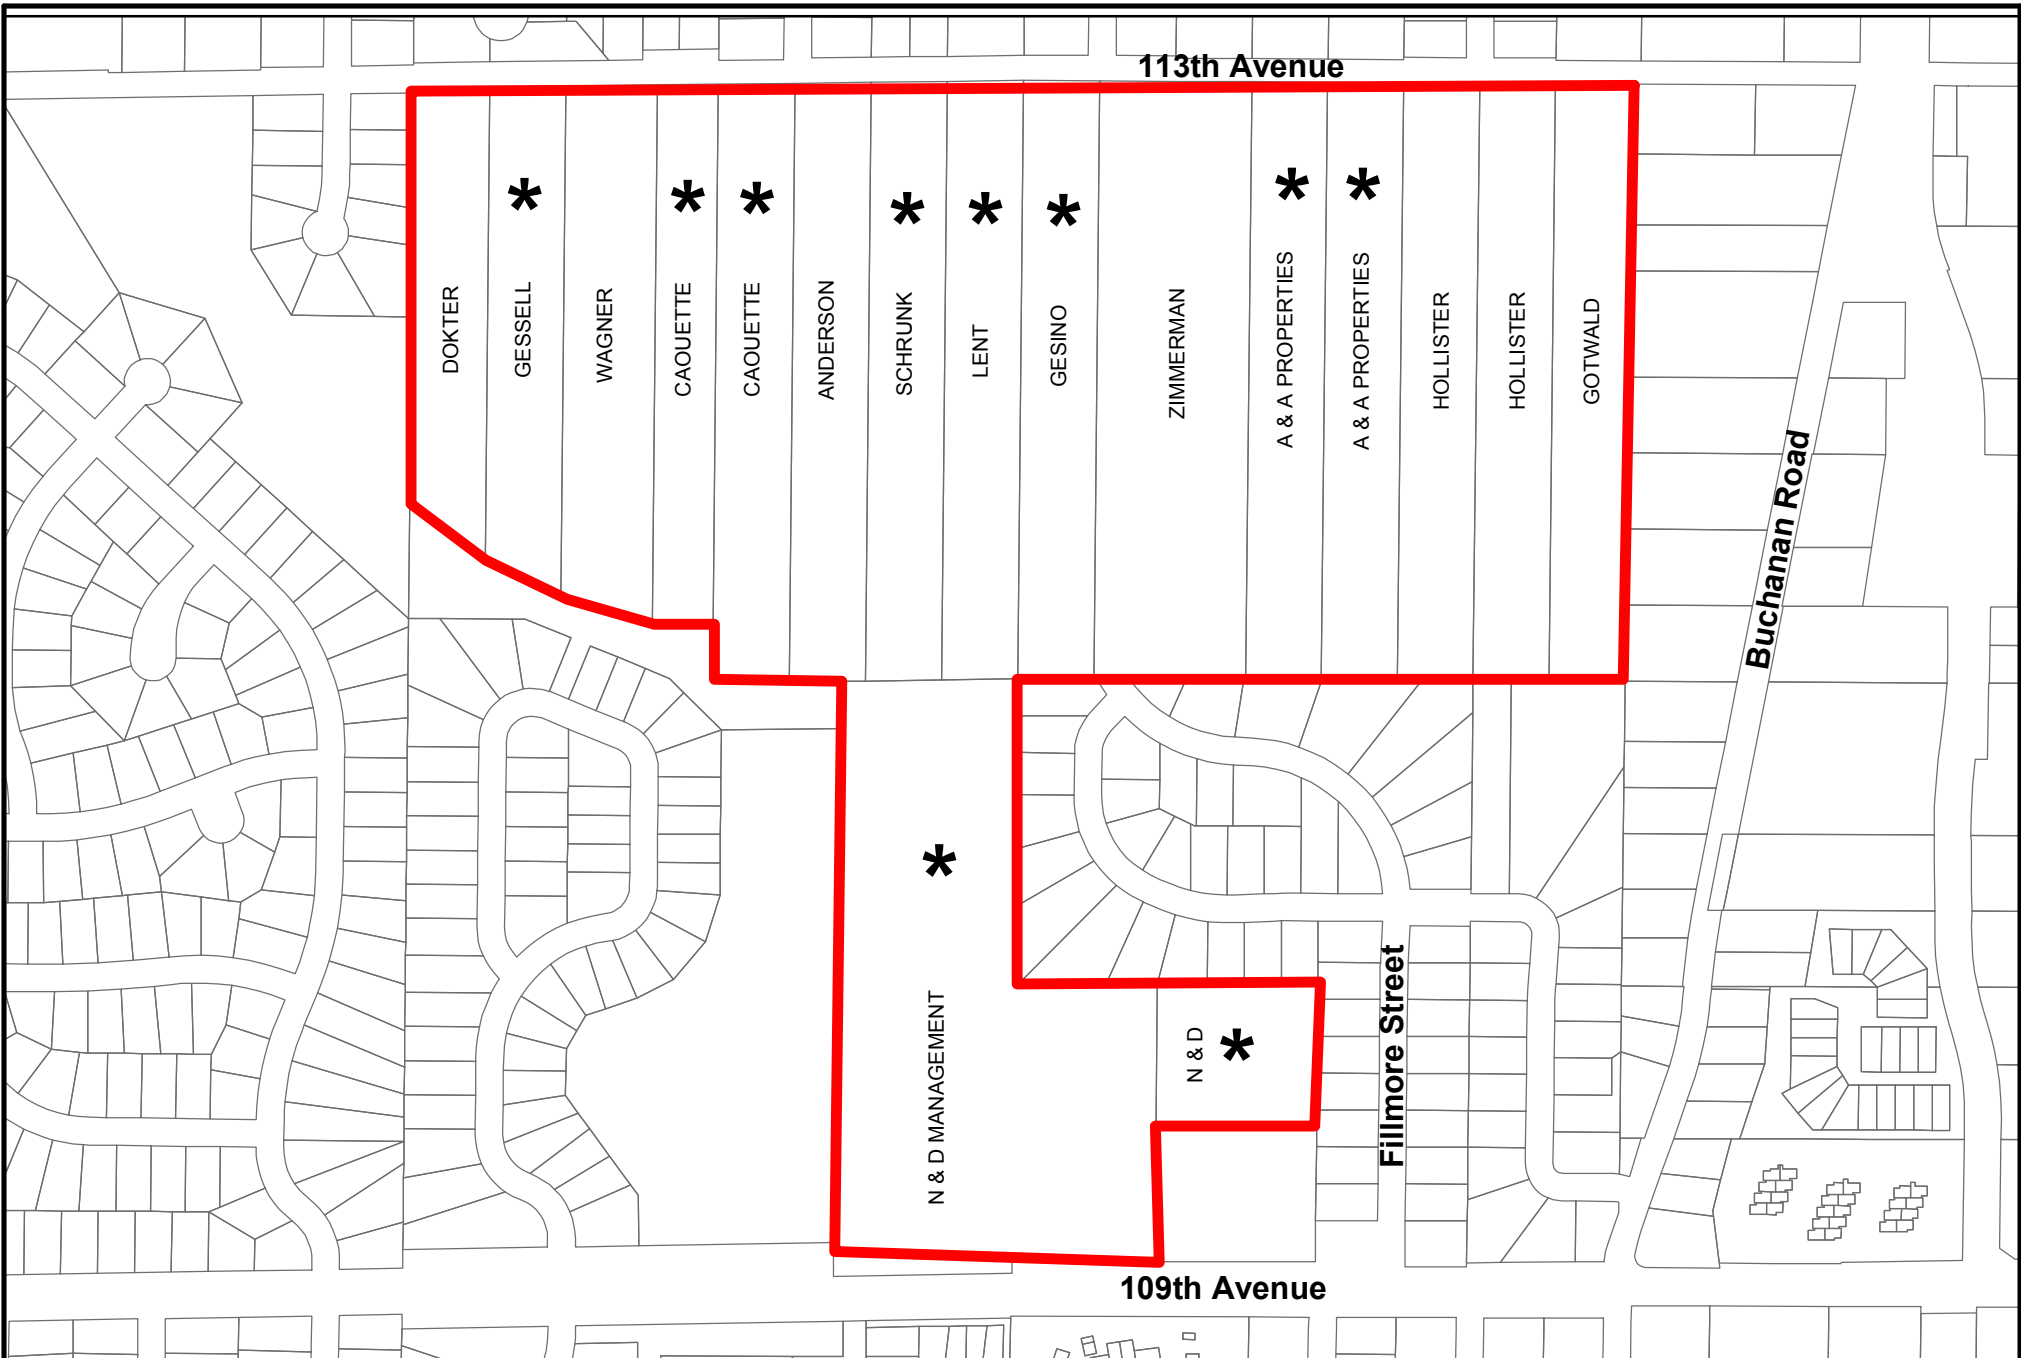 113th Avenue
* * * * * * * *
DOKTER
GESSELL
WAGNER
CAOUETTE
CAOUETTE
ANDERSON
SCHRUNK
LENT
GESINO
ZIMMERMAN
A & A PROPERTIES
A & A PROPERTIES
HOLLISTER
HOLLISTER
GOTWALD
Buchanan Road
*
N & D MANAGEMENT
N & D
*
Fillmore Street
109th Avenue